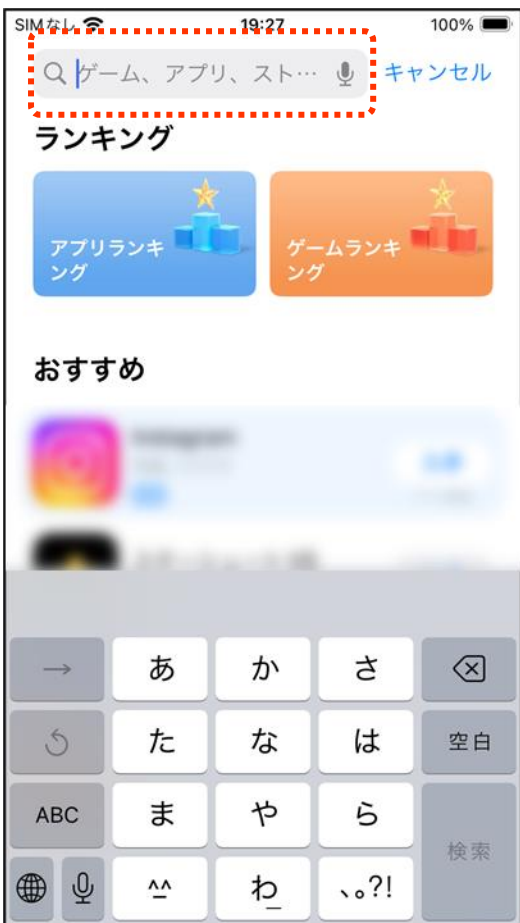 SIMなし 19:27 100%
ゲーム、アプリ、スト… キャンセル
ランキング
アプリランキ
ング
ゲームランキ
ング
おすすめ
→ あ か さ
た な は 空白
ABC ま や ら 検索
^^ わ 、。?!